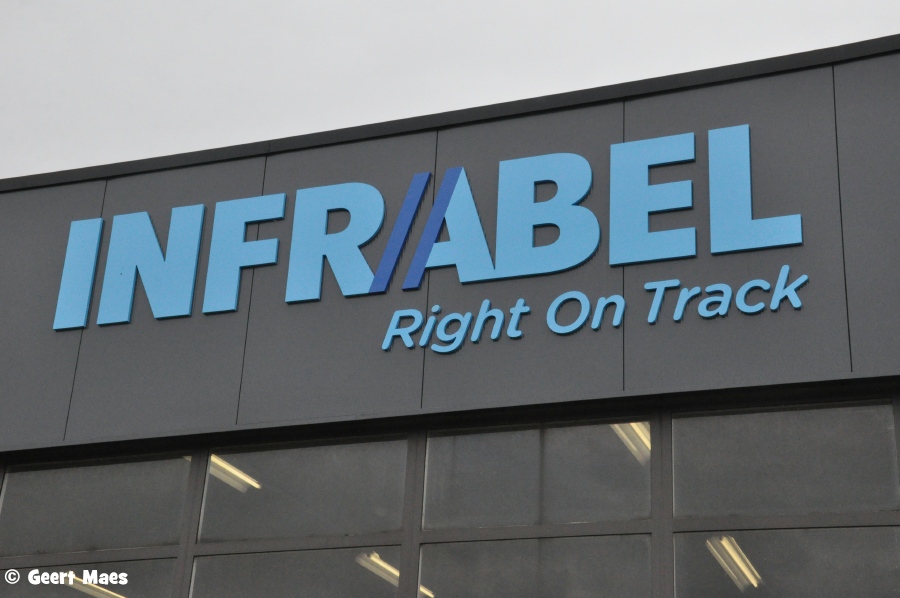 INFRABEL
Right On Track
© Geert Maes